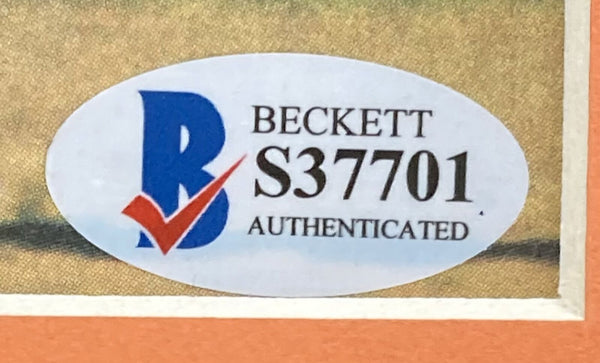 B
BECKETT
S37701
AUTHENTICATED